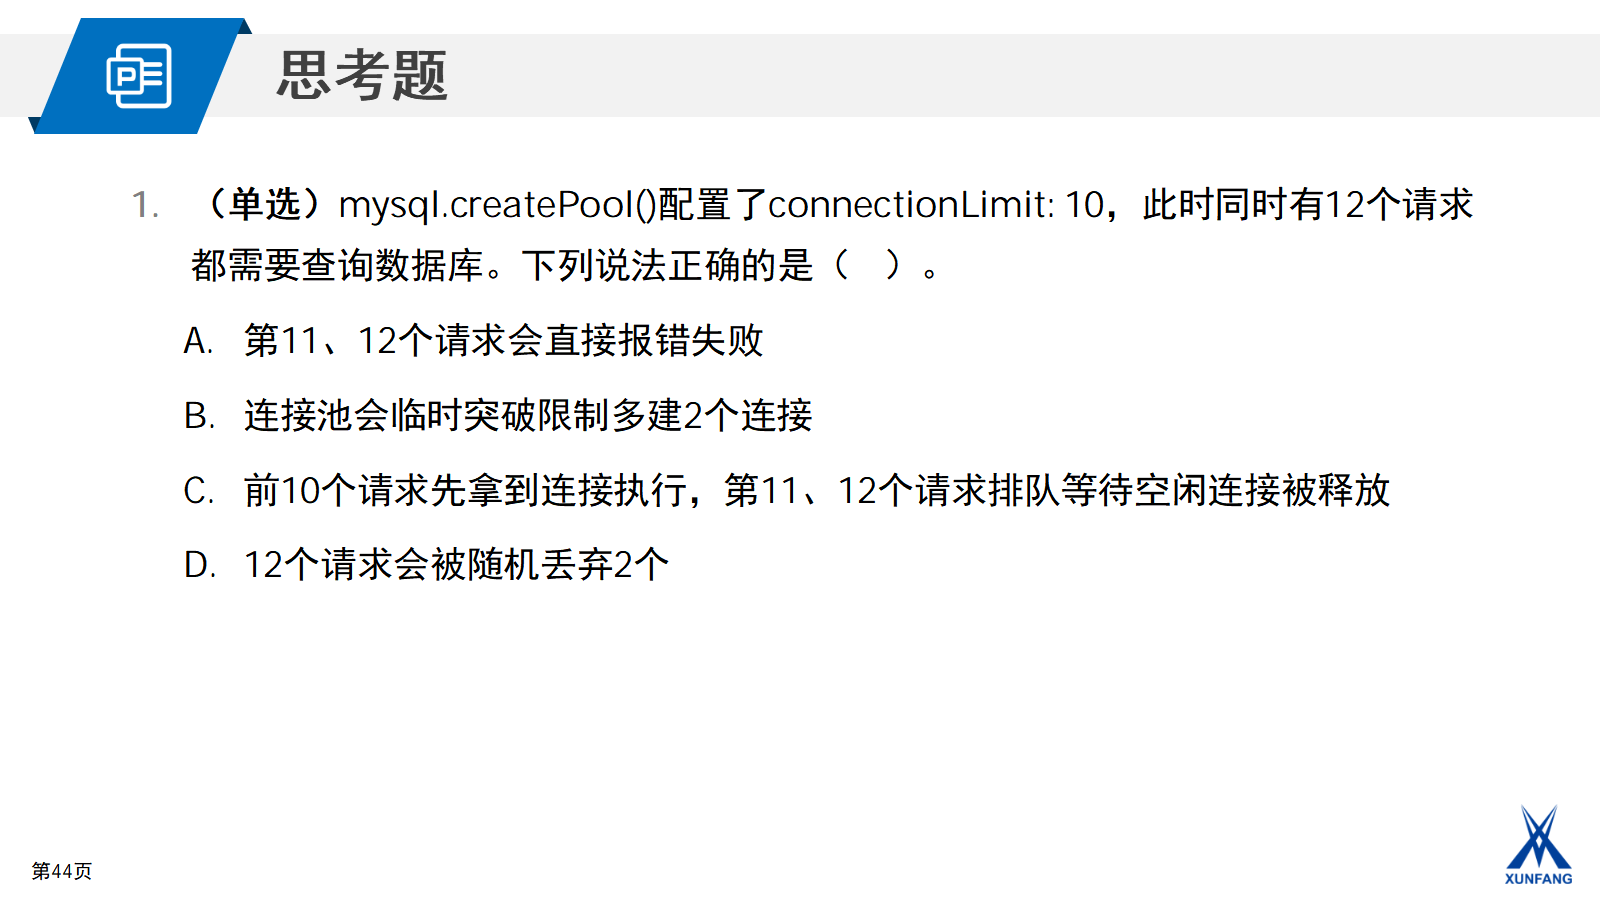 思考题
1. （单选）mysql.createPool()配置了connectionLimit: 10，此时同时有12个请求
都需要查询数据库。下列说法正确的是（ ）。
A. 第11、12个请求会直接报错失败
B. 连接池会临时突破限制多建2个连接
C. 前10个请求先拿到连接执行，第11、12个请求排队等待空闲连接被释放
D. 12个请求会被随机丢弃2个
第44页
XUNFANG